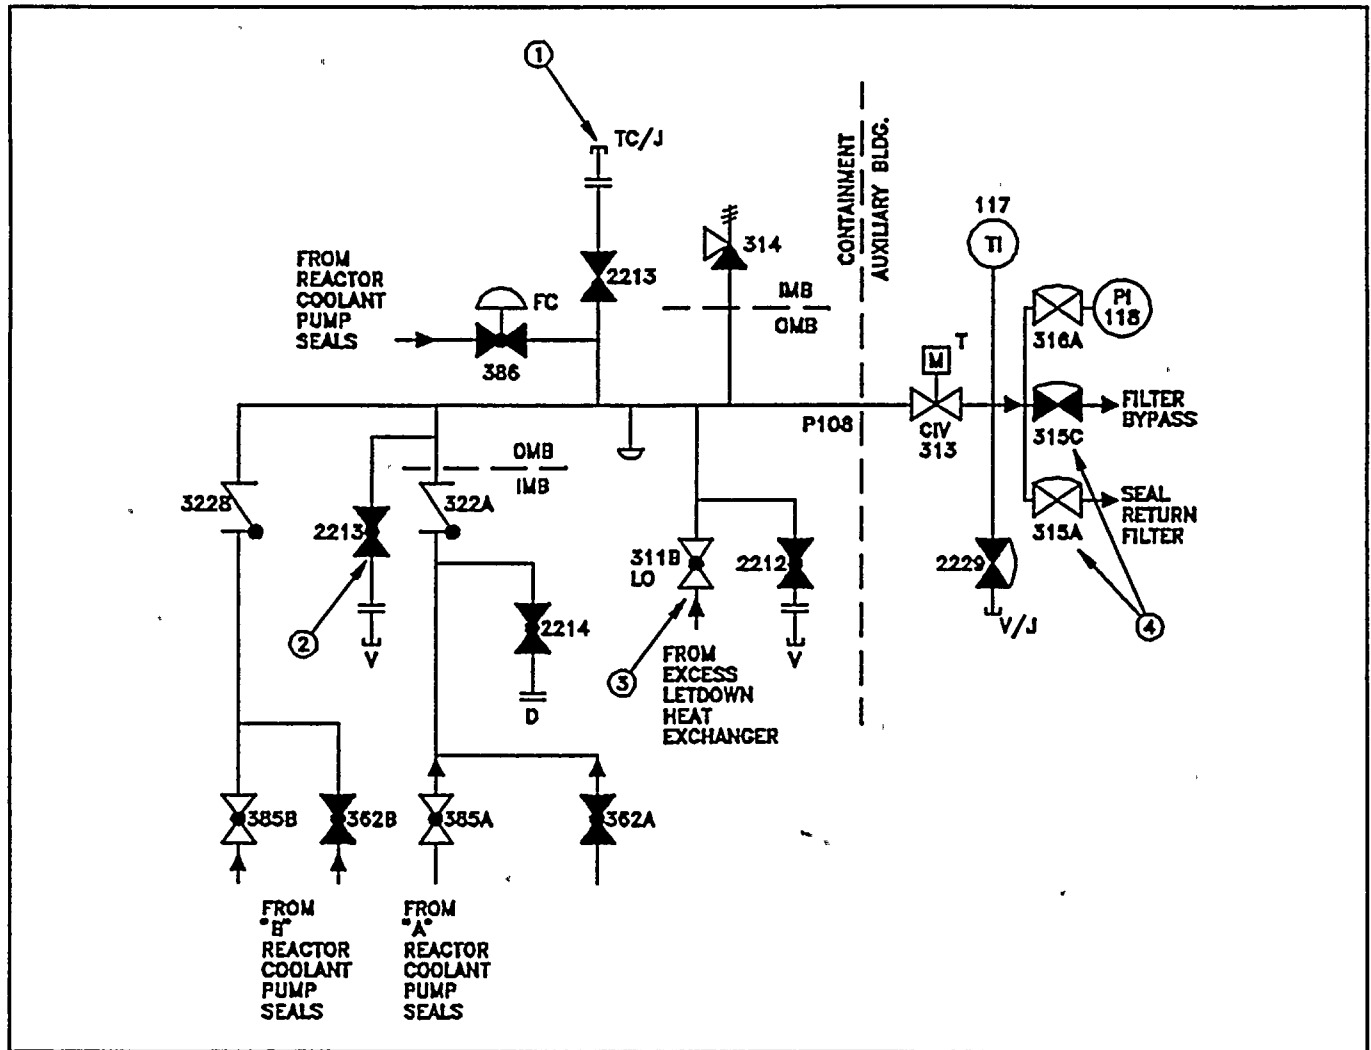 1
TC/J
FROM
REACTOR
COOLANT
PUMP
SEALS
FC
386
2213
314
IMB
OMB
CONTAINMENT
AUXILIARY BLDG.
117
TI
PI
118
316A
M
T
CIV
313
P108
FILTER
BYPASS
315C
SEAL
RETURN
FILTER
315A
322B
OMB
IMB
322A
2213
2
V
2214
D
311B
LO
3
2212
V
FROM
EXCESS
LETDOWN
HEAT
EXCHANGER
2229
V/J
4
385B
362B
385A
362A
FROM
"B"
REACTOR
COOLANT
PUMP
SEALS
FROM
"A"
REACTOR
COOLANT
PUMP
SEALS